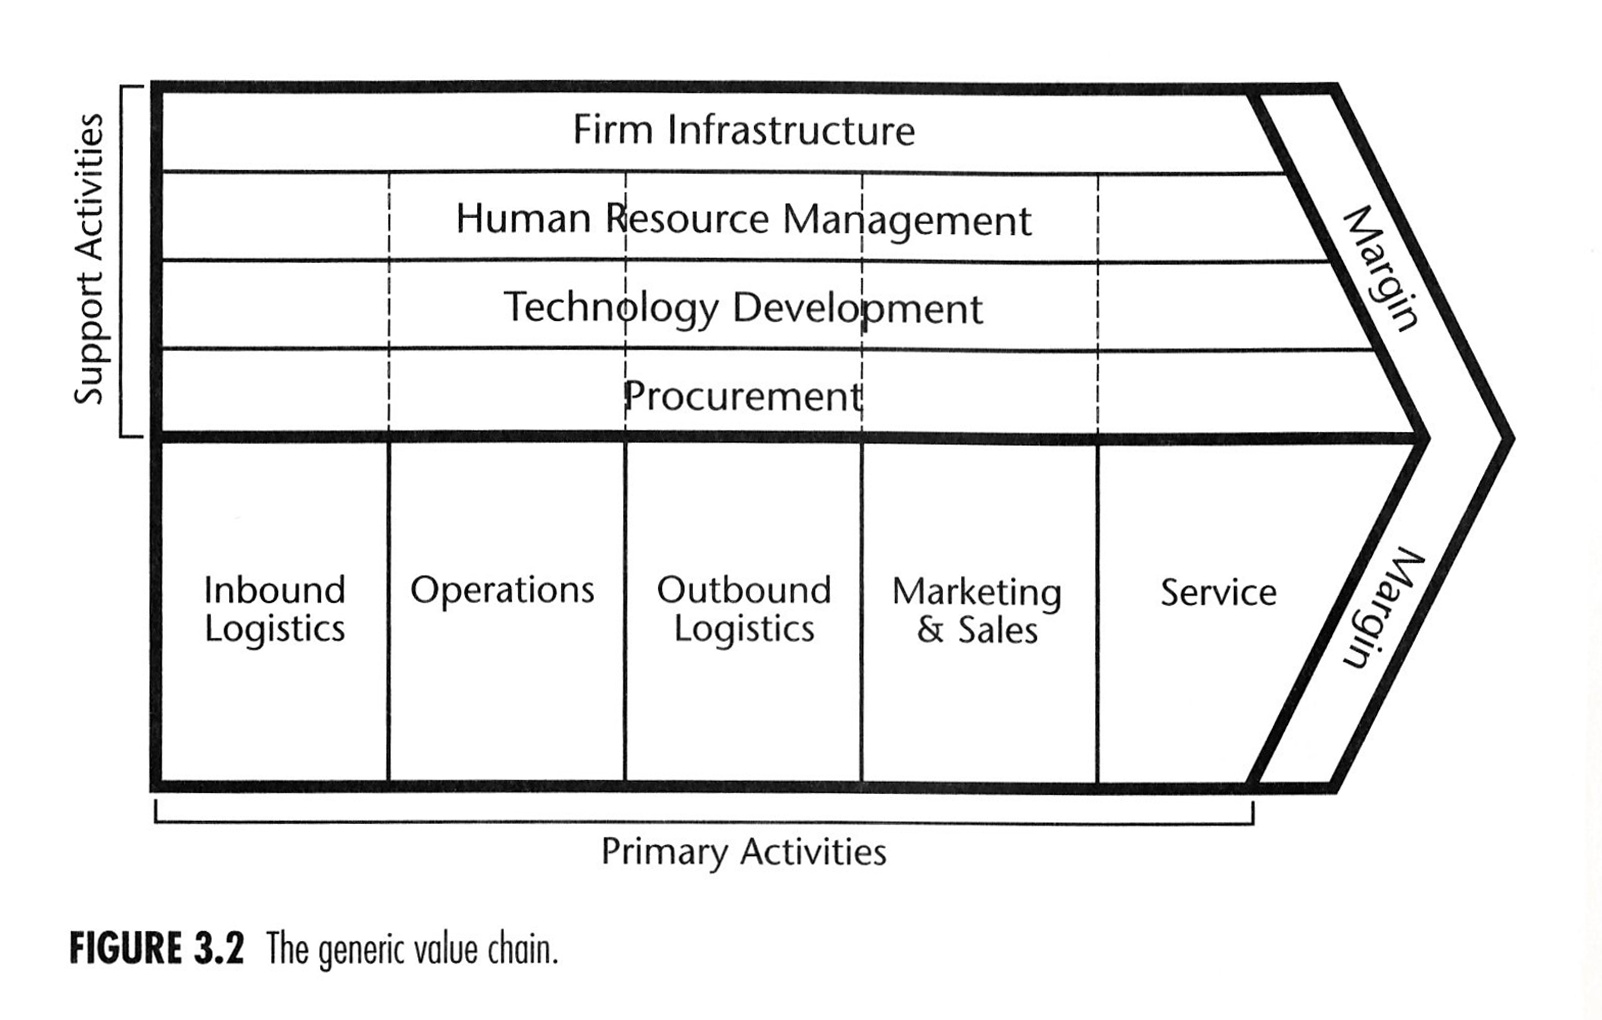 Support Activities
Firm Infrastructure
Human Resource Management
Technology Development
Procurement
Margin
Inbound
Logistics
Operations
Outbound
Logistics
Marketing
& Sales
Service
Margin
Primary Activities
FIGURE 3.2 The generic value chain.